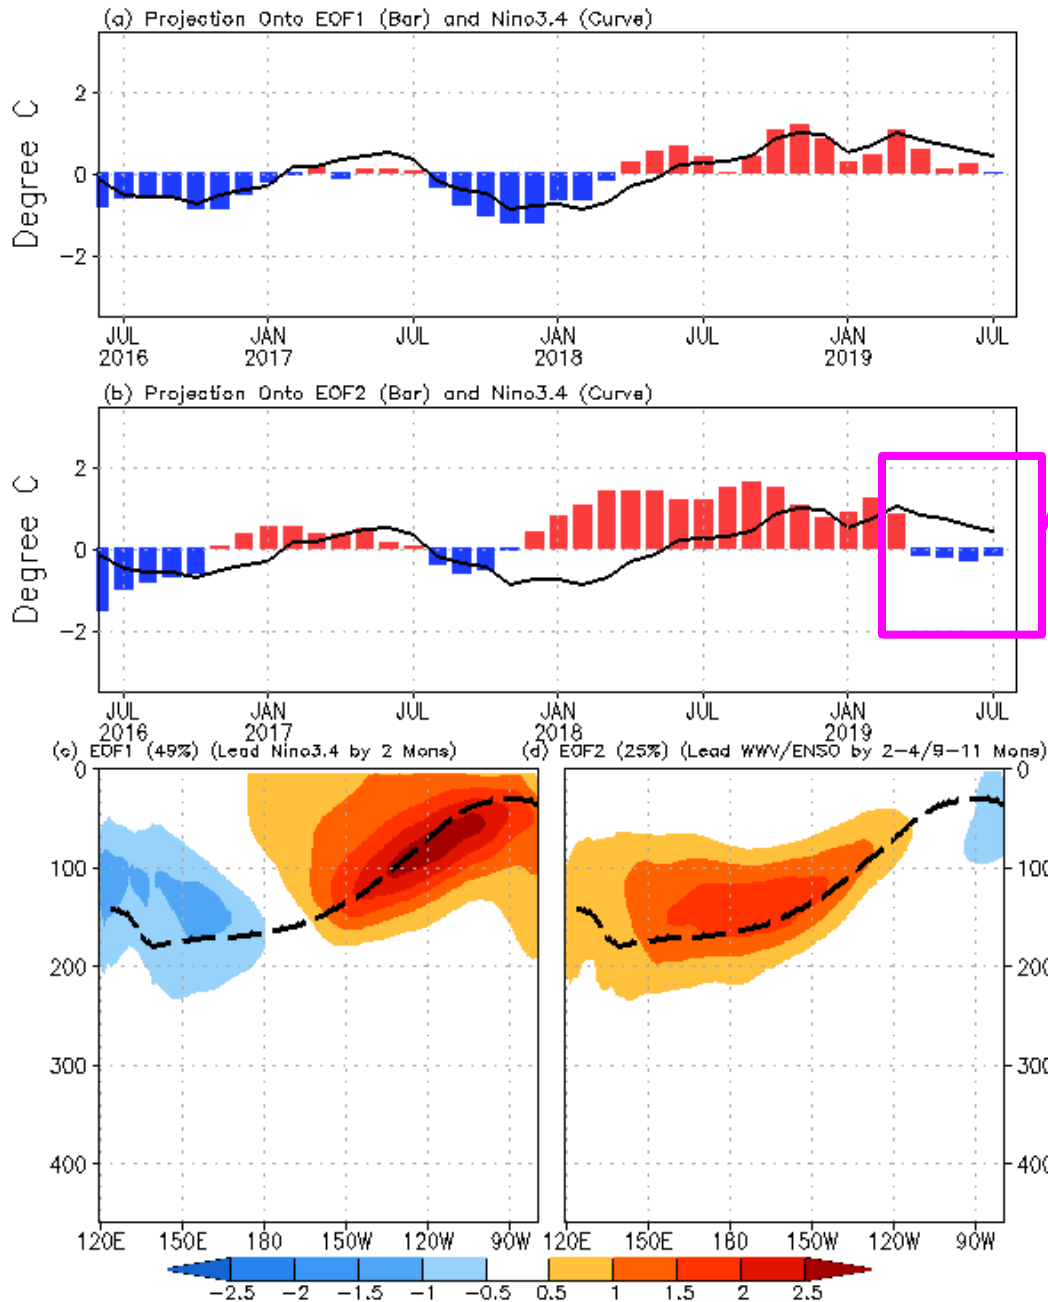 (a) Projection Onto EOF1 (Bar) and Nino3.4 (Curve)
Degree C
2
0
-2
JUL JAN JUL JAN JUL JAN JUL
2016 2017 2018 2019
(b) Projection Onto EOF2 (Bar) and Nino3.4 (Curve)
Degree C
2
0
-2
JUL JAN JUL JAN JUL JAN JUL
2016 2017 2018 2019
(c) EOF1 (49%) (Lead Nino3.4 by 2 Mons)
0
100
200
300
400
120E 150E 180 150W 120W 90W
(d) EOF2 (25%) (Lead WWV/ENSO by 2-4/9-11 Mons)
0
100
200
300
400
120E 150E 180 150W 120W 90W
-2.5 -2 -1.5 -1 -0.5 0.5 1 1.5 2 2.5